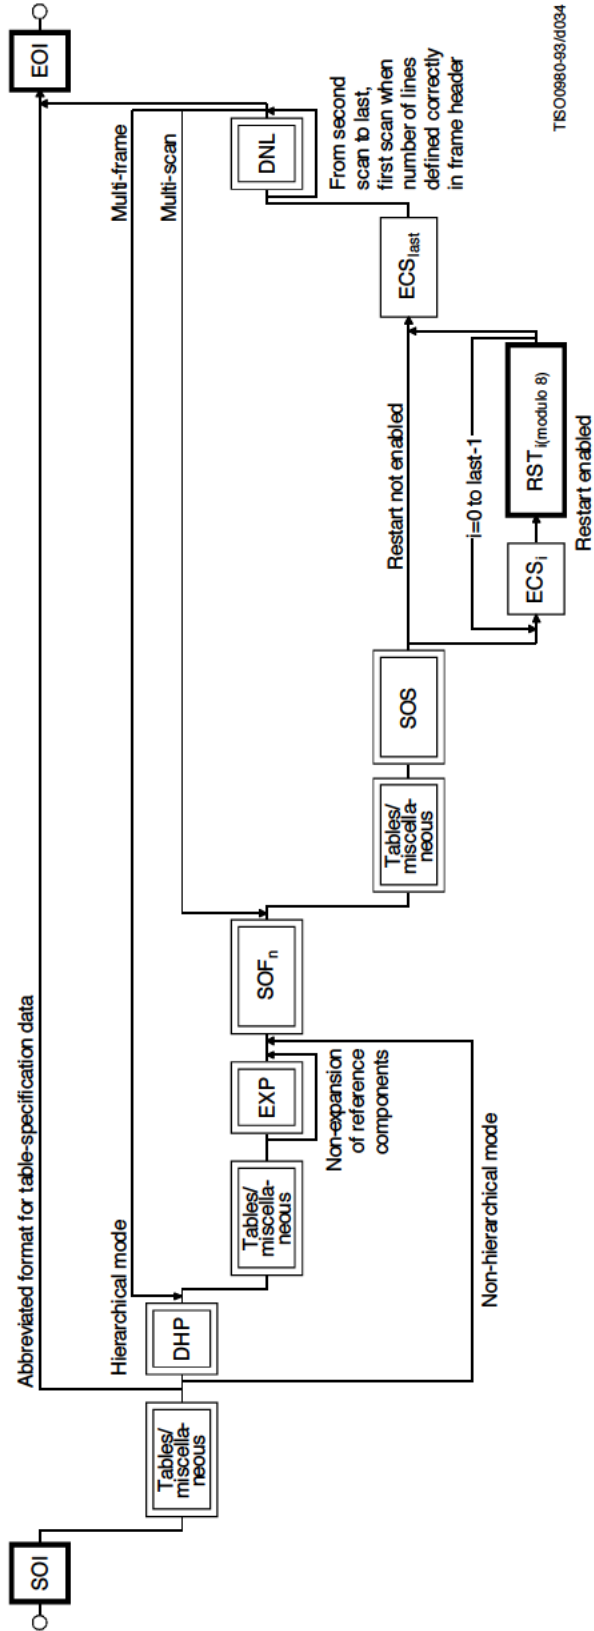 Abbreviated format for table-specification data
SOI
EOI
Hierarchical mode
Multi-frame
Multi-scan
Tables/
miscella-
neous
DHP
Tables/
miscella-
neous
EXP
SOFn
DNL
Non-expansion
of reference
components
From second
scan to last,
first scan when
number of lines
defined correctly
in frame header
Non-hierarchical mode
Tables/
miscella-
neous
SOS
Restart not enabled
ECSlast
i=0 to last-1
ECSi
RSTi(modulo 8)
Restart enabled
TISO0980-93/d034